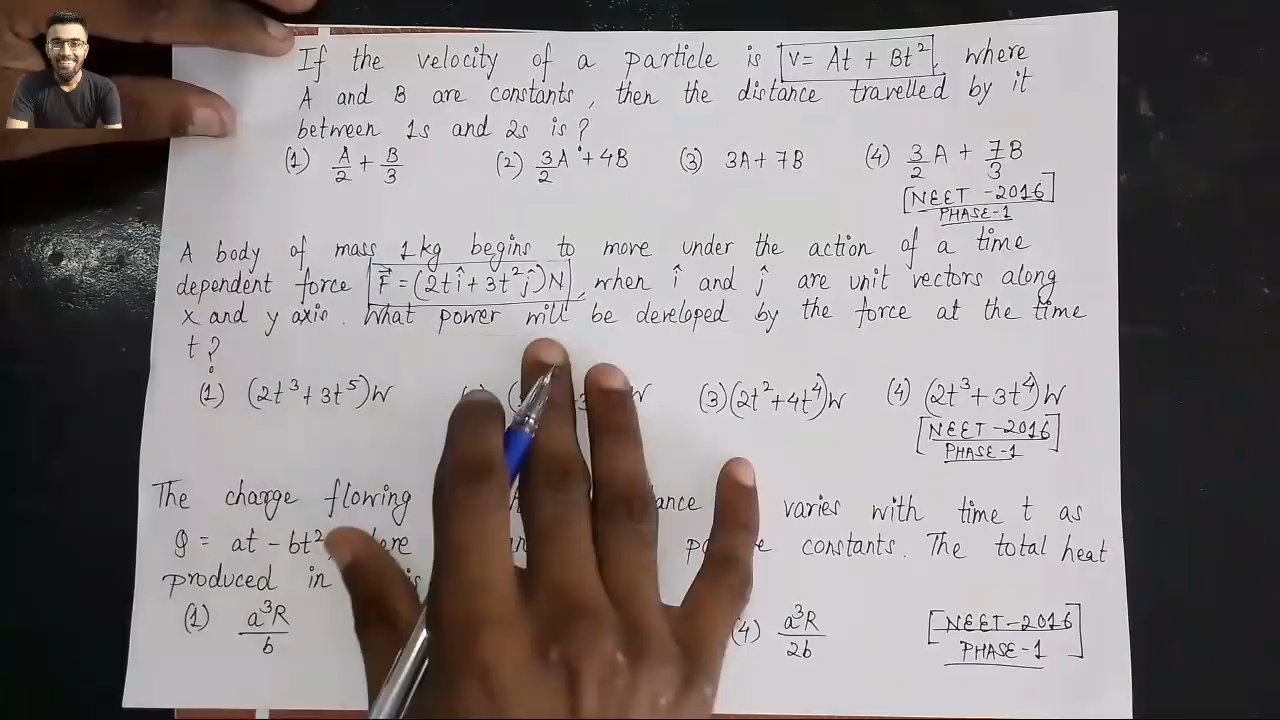 If the velocity of a particle is v = At + Bt², where
A and B are constants, then the distance travelled by it
between 1s and 2s is?
(1) A/2 + B/3 (2) 3/2 A + 4B (3) 3A + 7B (4) 3/2 A + 7/3 B
[NEET-2016
PHASE-1]
A body of mass 1 kg begins to move under the action of a time
dependent force F⃗ = (2t î + 3t² ĵ) N, when î and ĵ are unit vectors along
x and y axis. What power will be developed by the force at the time
t?
(1) (2t³ + 3t⁵)W (3) (2t² + 4t⁴)W (4) (2t³ + 3t⁴)W
[NEET-2016
PHASE-1]
The charge flowing varies with time t as
Q = at - bt², constants. The total heat
produced in
(1) a³R/b (4) a³R/2b
[NEET-2016
PHASE-1]